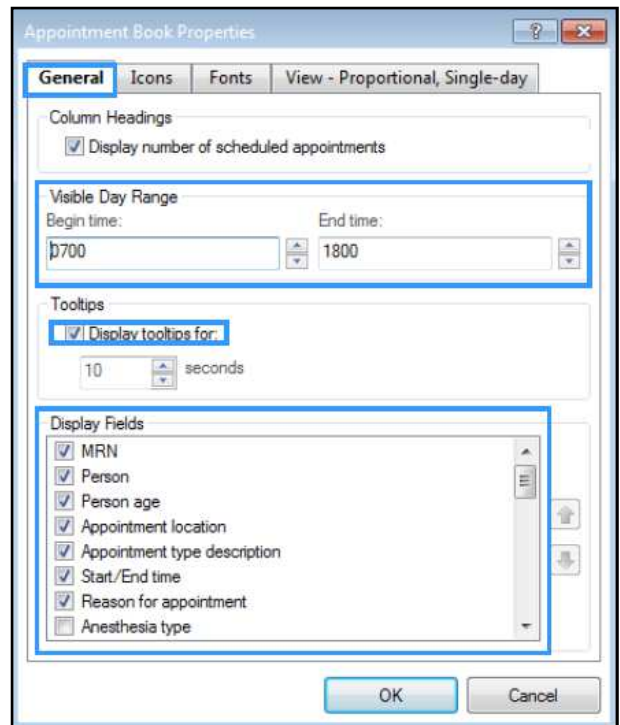 Appointment Book Properties
General Icons Fonts View - Proportional, Single-day
Column Headings
Display number of scheduled appointments
Visible Day Range
Begin time: End time:
0700 1800
Tooltips
Display tooltips for:
10 seconds
Display Fields
MRN
Person
Person age
Appointment location
Appointment type description
Start/End time
Reason for appointment
Anesthesia type
OK Cancel